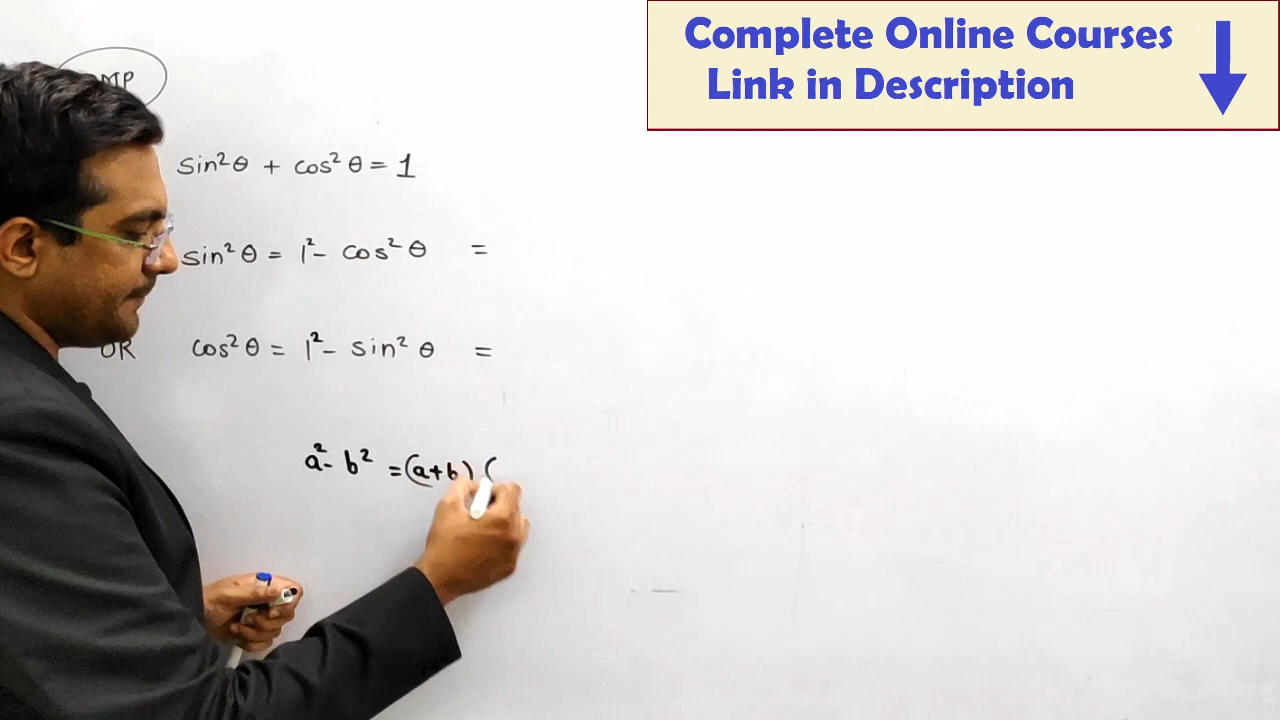 Complete Online Courses
Link in Description
sin²θ + cos²θ = 1
sin²θ = 1² - cos²θ =
OR cos²θ = 1² - sin²θ =
a² - b² = (a+b) (